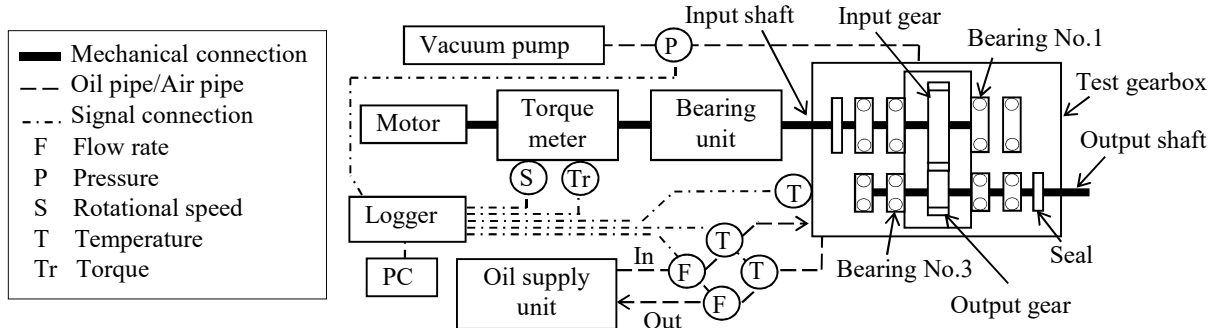 Mechanical connection
Oil pipe/Air pipe
Signal connection
F Flow rate
P Pressure
S Rotational speed
T Temperature
Tr Torque
Input shaft
Input gear
Vacuum pump
P
Bearing No.1
Test gearbox
Motor
Torque
meter
Bearing
unit
Output shaft
S
Tr
T
Logger
PC
Oil supply
unit
In
F
T
T
F
Out
Bearing No.3
Seal
Output gear